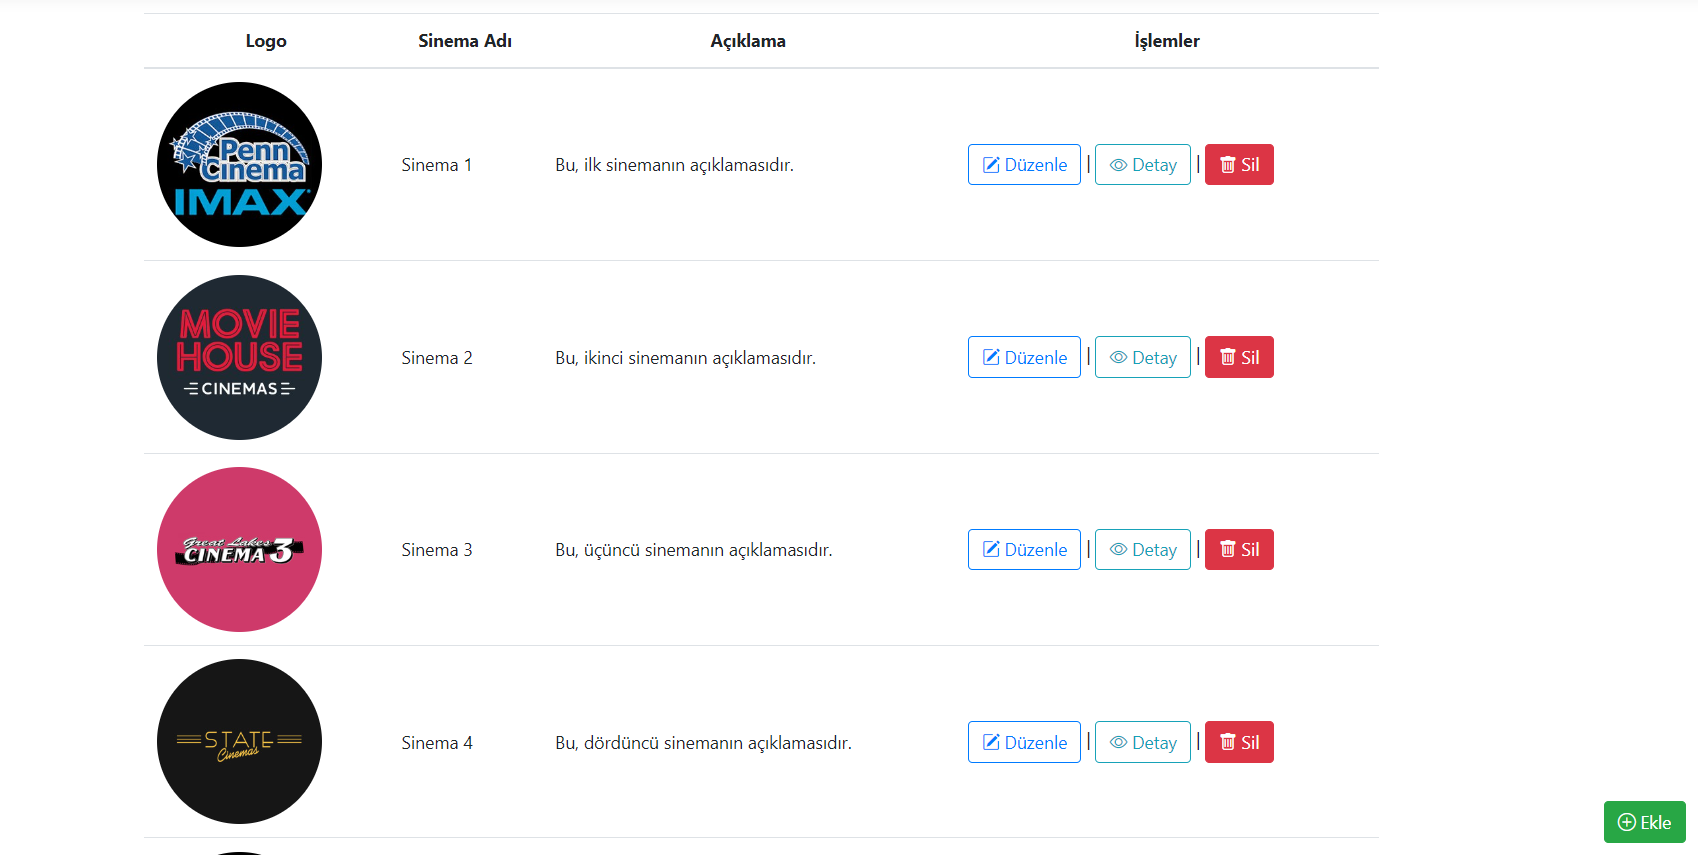 Logo Sinema Adı Açıklama İşlemler
Penn
Cinema
IMAX
Sinema 1 Bu, ilk sinemanın açıklamasıdır. Düzenle | Detay | Sil
MOVIE
HOUSE
CINEMAS
Sinema 2 Bu, ikinci sinemanın açıklamasıdır. Düzenle | Detay | Sil
Great Lakes
CINEMA 3
Sinema 3 Bu, üçüncü sinemanın açıklamasıdır. Düzenle | Detay | Sil
STATE
Cinemas
Sinema 4 Bu, dördüncü sinemanın açıklamasıdır. Düzenle | Detay | Sil
Ekle